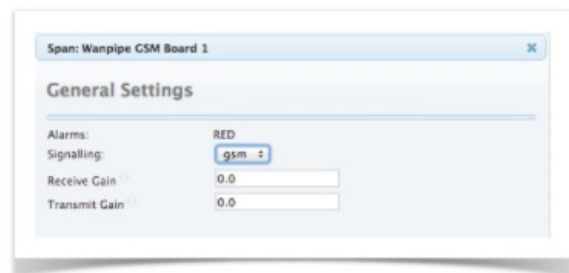 Span: Wanpipe GSM Board 1
General Settings
Alarms: RED
Signalling: gsm
Receive Gain 0.0
Transmit Gain 0.0